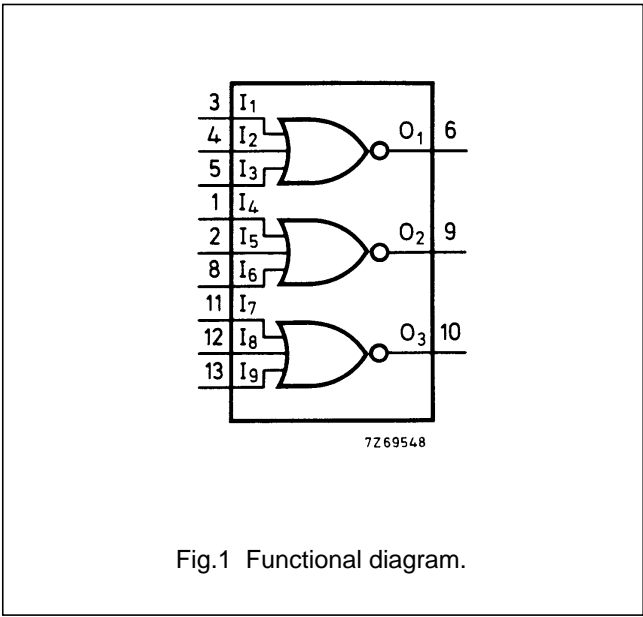 3 I1
4 I2 O1 6
5 I3
1 I4
2 I5 O2 9
8 I6
11 I7
12 I8 O3 10
13 I9
7Z69548
Fig.1 Functional diagram.